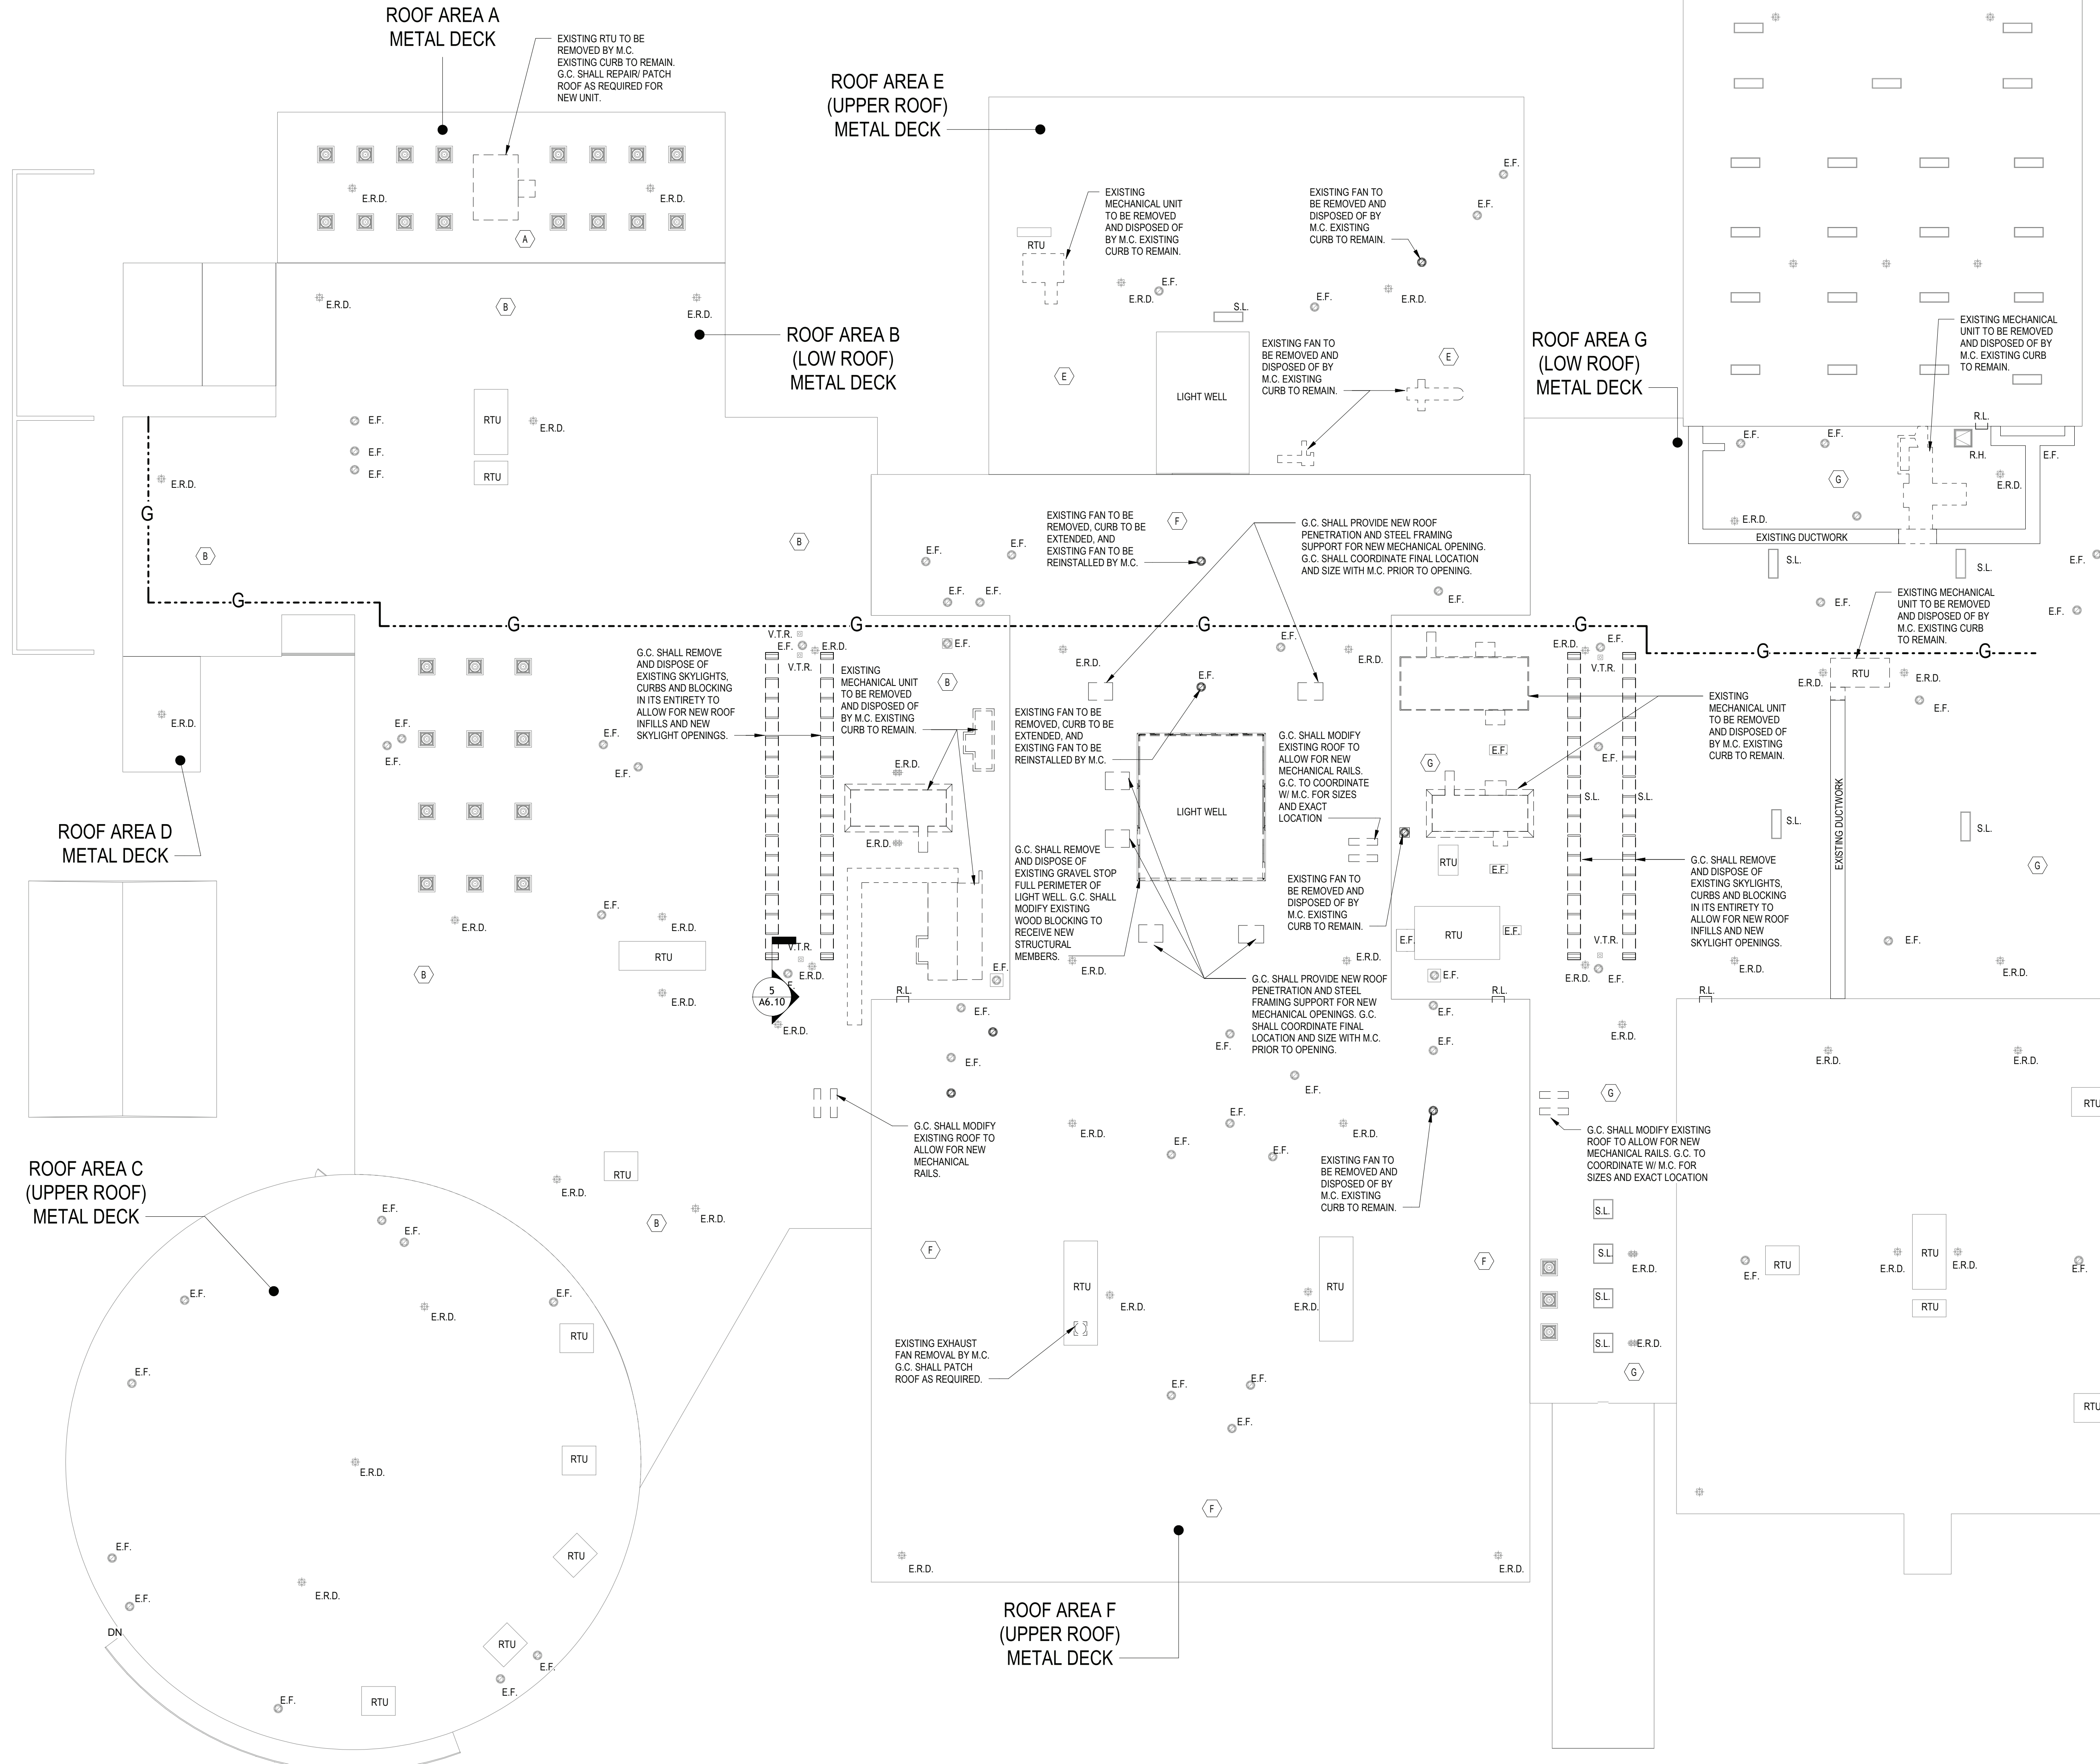 ROOF AREA A
METAL DECK
EXISTING RTU TO BE
REMOVED BY M.C.
EXISTING CURB TO REMAIN.
G.C. SHALL REPAIR/ PATCH
ROOF AS REQUIRED FOR
NEW UNIT.
E.R.D.
E.R.D.
A
ROOF AREA E
(UPPER ROOF)
METAL DECK
EXISTING
MECHANICAL UNIT
TO BE REMOVED
AND DISPOSED OF
BY M.C. EXISTING
CURB TO REMAIN.
EXISTING FAN TO
BE REMOVED AND
DISPOSED OF BY
M.C. EXISTING
CURB TO REMAIN.
E.F.
E.F.
RTU
E.R.D.
E.F.
E.F.
E.R.D.
S.L.
EXISTING FAN TO
BE REMOVED AND
DISPOSED OF BY
M.C. EXISTING
CURB TO REMAIN.
E
E
LIGHT WELL
E.R.D.
B
E.R.D.
ROOF AREA B
(LOW ROOF)
METAL DECK
E.F.
E.F.
E.F.
RTU
RTU
E.R.D.
E.R.D.
G
B
B
ROOF AREA G
(LOW ROOF)
METAL DECK
EXISTING MECHANICAL
UNIT TO BE REMOVED
AND DISPOSED OF BY
M.C. EXISTING CURB
TO REMAIN.
R.L.
E.F.
E.F.
R.H.
E.F.
G
E.R.D.
E.R.D.
EXISTING DUCTWORK
S.L.
S.L.
E.F.
E.F.
E.F.
EXISTING MECHANICAL
UNIT TO BE REMOVED
AND DISPOSED OF BY
M.C. EXISTING CURB
TO REMAIN.
EXISTING FAN TO BE
REMOVED, CURB TO BE
EXTENDED, AND
EXISTING FAN TO BE
REINSTALLED BY M.C.
F
G.C. SHALL PROVIDE NEW ROOF
PENETRATION AND STEEL FRAMING
SUPPORT FOR NEW MECHANICAL OPENING.
G.C. SHALL COORDINATE FINAL LOCATION
AND SIZE WITH M.C. PRIOR TO OPENING.
E.F.
E.F.
E.F.
E.F.
E.F.
G
G
G
G
G
G
G
V.T.R.
E.F.
E.R.D.
V.T.R.
G.C. SHALL REMOVE
AND DISPOSE OF
EXISTING SKYLIGHTS,
CURBS AND BLOCKING
IN ITS ENTIRETY TO
ALLOW FOR NEW ROOF
INFILLS AND NEW
SKYLIGHT OPENINGS.
EXISTING
MECHANICAL UNIT
TO BE REMOVED
AND DISPOSED OF
BY M.C. EXISTING
CURB TO REMAIN.
E.F.
B
E.R.D.
E.F.
E.F.
E.R.D.
EXISTING FAN TO BE
REMOVED, CURB TO BE
EXTENDED, AND
EXISTING FAN TO BE
REINSTALLED BY M.C.
G.C. SHALL MODIFY
EXISTING ROOF TO
ALLOW FOR NEW
MECHANICAL RAILS.
G.C. TO COORDINATE
W/ M.C. FOR SIZES
AND EXACT
LOCATION
LIGHT WELL
E.R.D.
E.F.
V.T.R.
E.F.
S.L.
S.L.
EXISTING
MECHANICAL UNIT
TO BE REMOVED
AND DISPOSED OF
BY M.C. EXISTING
CURB TO REMAIN.
E.R.D.
RTU
E.R.D.
E.F.
E.R.D.
E.F.
E.F.
E.F.
E.F.
E.R.D.
E.R.D.
E.F.
G
RTU
E.F.
S.L.
EXISTING DUCTWORK
S.L.
G
ROOF AREA D
METAL DECK
G.C. SHALL REMOVE
AND DISPOSE OF
EXISTING GRAVEL STOP
FULL PERIMETER OF
LIGHT WELL. G.C. SHALL
MODIFY EXISTING
WOOD BLOCKING TO
RECEIVE NEW
STRUCTURAL
MEMBERS.
EXISTING FAN TO
BE REMOVED AND
DISPOSED OF BY
M.C. EXISTING
CURB TO REMAIN.
G.C. SHALL REMOVE
AND DISPOSE OF
EXISTING SKYLIGHTS,
CURBS AND BLOCKING
IN ITS ENTIRETY TO
ALLOW FOR NEW ROOF
INFILLS AND NEW
SKYLIGHT OPENINGS.
E.R.D.
E.F.
E.R.D.
RTU
B
E.R.D.
V.T.R.
E.R.D.
F.
5
A6.10
E.R.D.
E.F.
R.L.
E.F.
E.F.
E.R.D.
E.R.D.
G.C. SHALL PROVIDE NEW ROOF
PENETRATION AND STEEL
FRAMING SUPPORT FOR NEW
MECHANICAL OPENINGS. G.C.
SHALL COORDINATE FINAL
LOCATION AND SIZE WITH M.C.
PRIOR TO OPENING.
E.F.
RTU
E.F.
E.F.
R.L.
E.F.
E.F.
V.T.R.
E.R.D.
E.F.
E.R.D.
E.F.
E.R.D.
E.R.D.
R.L.
E.F.
E.F.
G.C. SHALL MODIFY
EXISTING ROOF TO
ALLOW FOR NEW
MECHANICAL
RAILS.
E.R.D.
E.F.
E.F.
E.F.
E.R.D.
EXISTING FAN TO
BE REMOVED AND
DISPOSED OF BY
M.C. EXISTING
CURB TO REMAIN.
G
G.C. SHALL MODIFY EXISTING
ROOF TO ALLOW FOR NEW
MECHANICAL RAILS. G.C. TO
COORDINATE W/ M.C. FOR
SIZES AND EXACT LOCATION
E.R.D.
E.R.D.
RTU
ROOF AREA C
(UPPER ROOF)
METAL DECK
RTU
E.R.D.
B
E.R.D.
E.F.
E.F.
E.F.
E.F.
E.R.D.
RTU
E.F.
RTU
E.R.D.
RTU
E.F.
E.R.D.
E.F.
DN
RTU
E.F.
E.F.
E.F.
RTU
F
F
RTU
E.R.D.
E.R.D.
RTU
EXISTING EXHAUST
FAN REMOVAL BY M.C.
G.C. SHALL PATCH
ROOF AS REQUIRED.
E.F.
E.F.
E.F.
F
E.R.D.
E.R.D.
ROOF AREA F
(UPPER ROOF)
METAL DECK
S.L.
S.L.
E.R.D.
S.L.
S.L.
E.R.D.
G
E.F.
RTU
E.R.D.
RTU
E.R.D.
E.F.
RTU
RTU